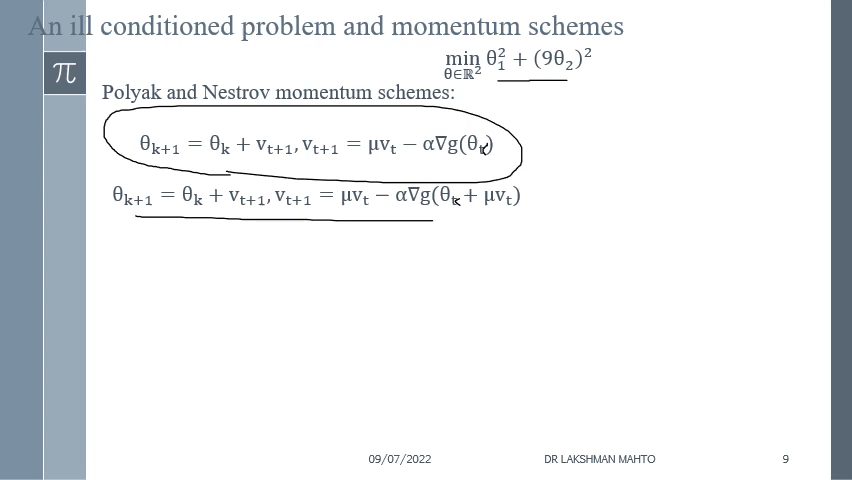 An ill conditioned problem and momentum schemes
min θ∈ℝ² θ₁² + (9θ₂)²
π
Polyak and Nestrov momentum schemes:
θₖ₊₁ = θₖ + vₜ₊₁, vₜ₊₁ = μvₜ − α∇g(θₖ)
θₖ₊₁ = θₖ + vₜ₊₁, vₜ₊₁ = μvₜ − α∇g(θₖ + μvₜ)
09/07/2022
DR LAKSHMAN MAHTO
9